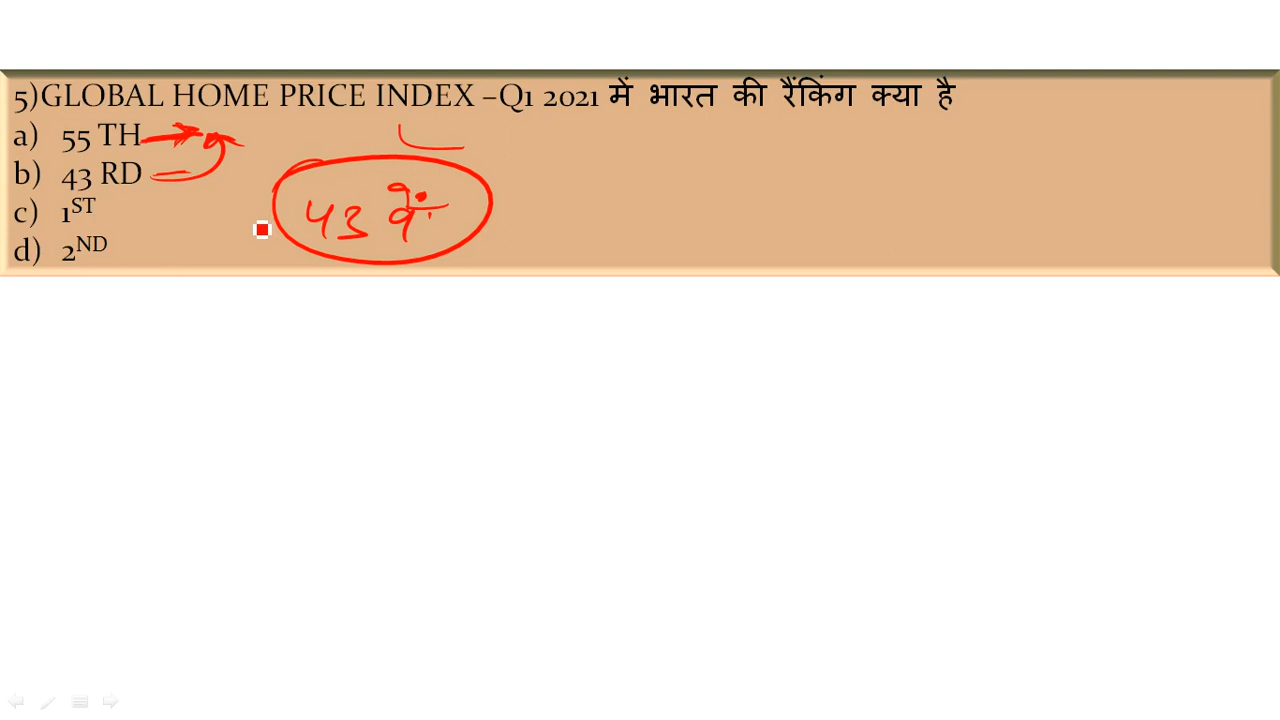 5)GLOBAL HOME PRICE INDEX –Q1 2021 में भारत की रैंकिंग क्या है
a) 55 TH
b) 43 RD
c) 1ST
d) 2ND
43 वें